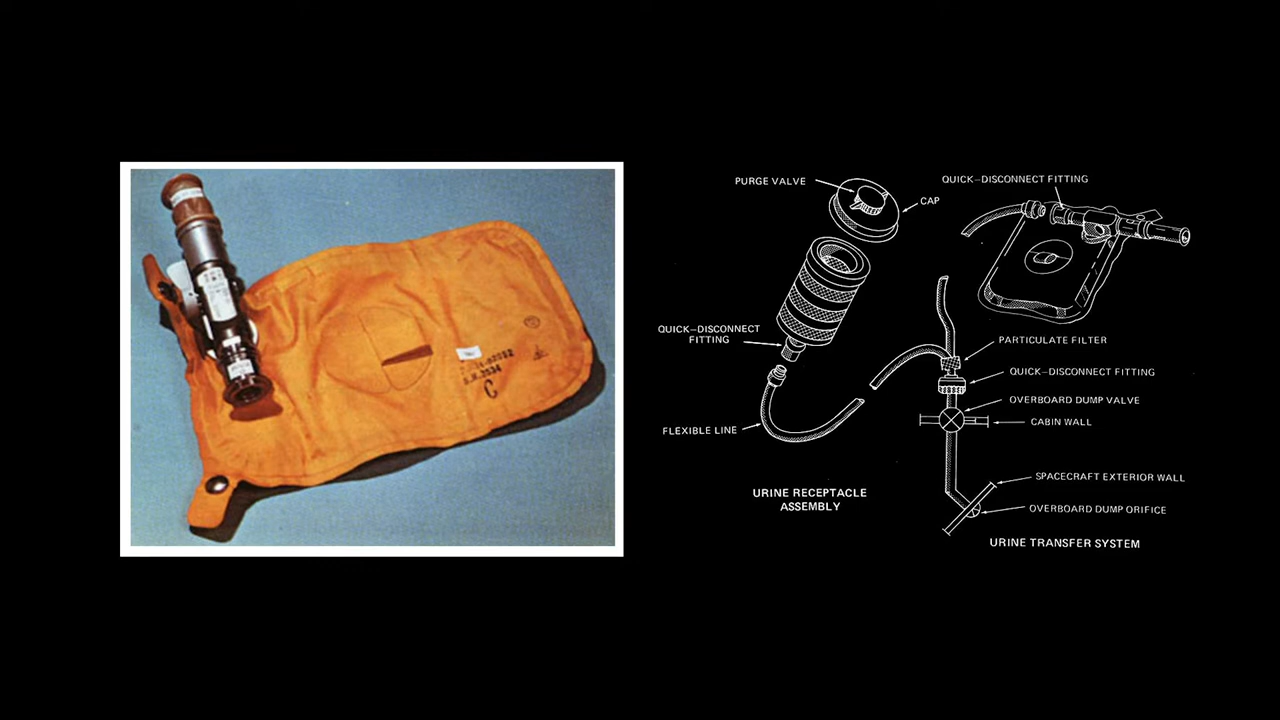 C
PURGE VALVE
CAP
QUICK–DISCONNECT FITTING
QUICK–DISCONNECT
FITTING
FLEXIBLE LINE
URINE RECEPTACLE
ASSEMBLY
PARTICULATE FILTER
QUICK–DISCONNECT FITTING
OVERBOARD DUMP VALVE
CABIN WALL
SPACECRAFT EXTERIOR WALL
OVERBOARD DUMP ORIFICE
URINE TRANSFER SYSTEM